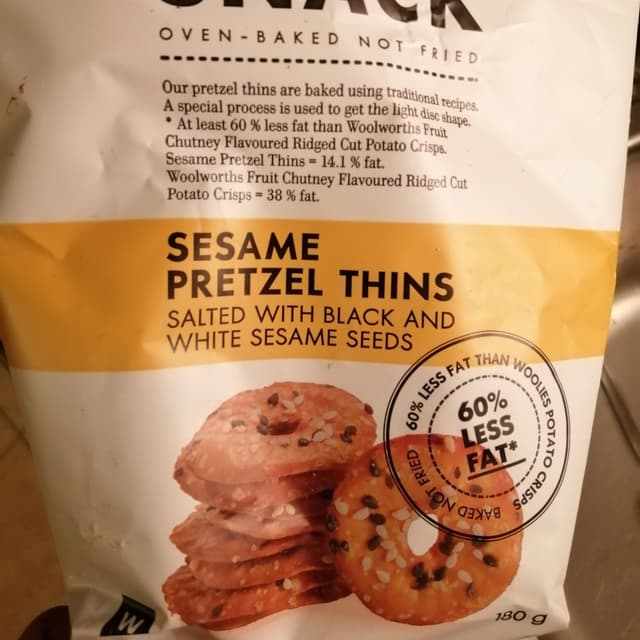 SNACK
OVEN-BAKED NOT FRIED
Our pretzel thins are baked using traditional recipes.
A special process is used to get the light disc shape.
* At least 60 % less fat than Woolworths Fruit
Chutney Flavoured Ridged Cut Potato Crisps.
Sesame Pretzel Thins = 14.1 % fat.
Woolworths Fruit Chutney Flavoured Ridged Cut
Potato Crisps = 38 % fat.
SESAME
PRETZEL THINS
SALTED WITH BLACK AND
WHITE SESAME SEEDS
60% LESS FAT THAN WOOLIES POTATO CRISPS
60%
LESS
FAT*
BAKED NOT FRIED
W
180 g